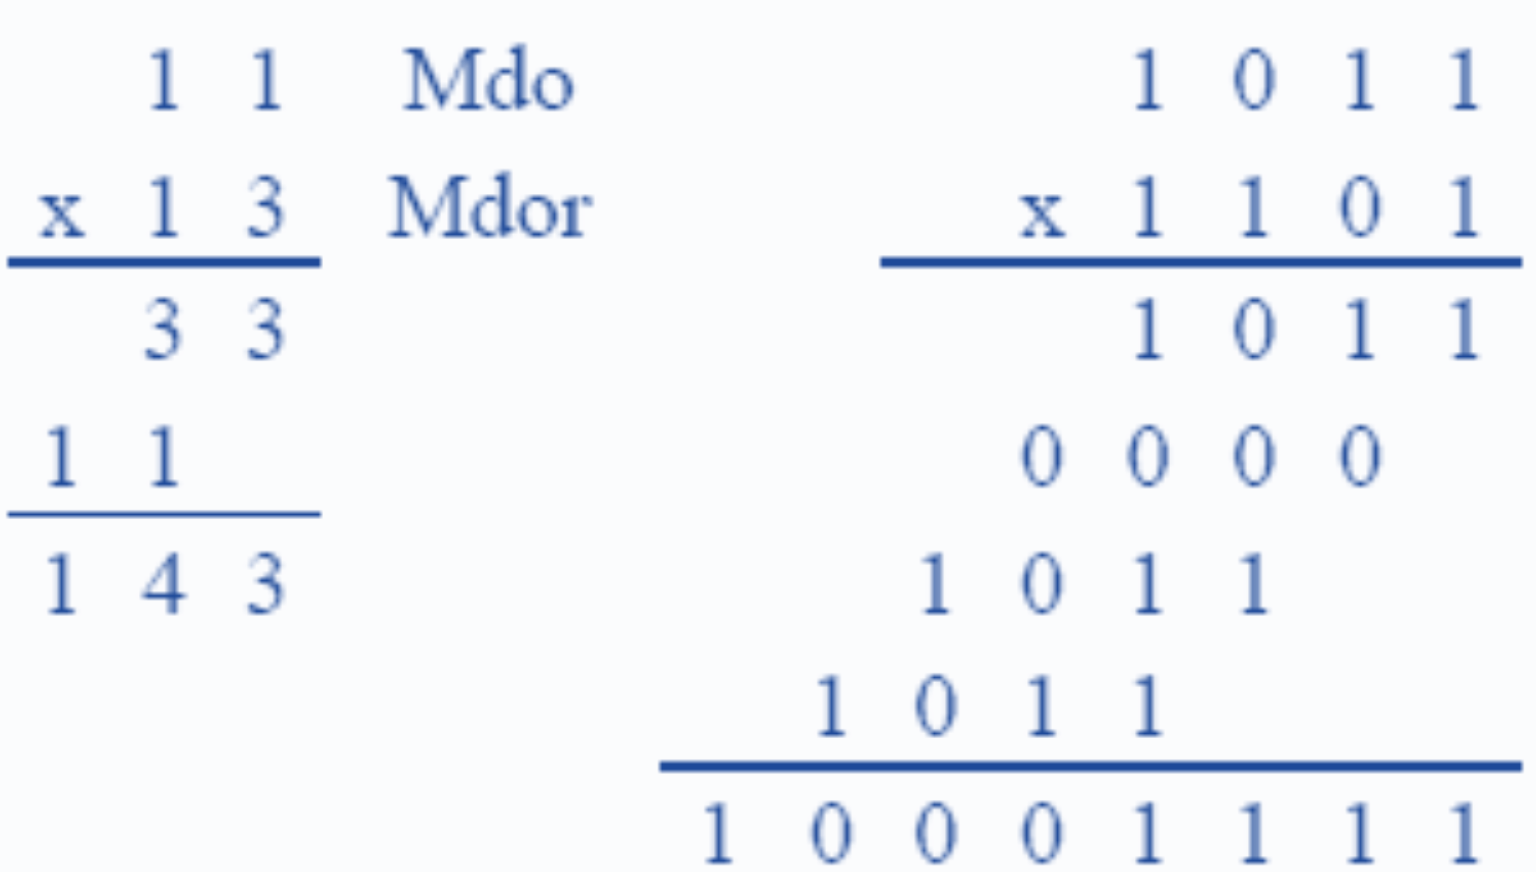 1 1 Mdo
x 1 3 Mdor
3 3
1 1
1 4 3
1 0 1 1
x 1 1 0 1
1 0 1 1
0 0 0 0
1 0 1 1
1 0 1 1
1 0 0 0 1 1 1 1